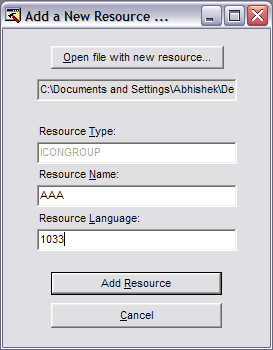 Add a New Resource ...
Open file with new resource...
C:\Documents and Settings\Abhishek\De
Resource Type:
ICONGROUP
Resource Name:
AAA
Resource Language:
1033
Add Resource
Cancel